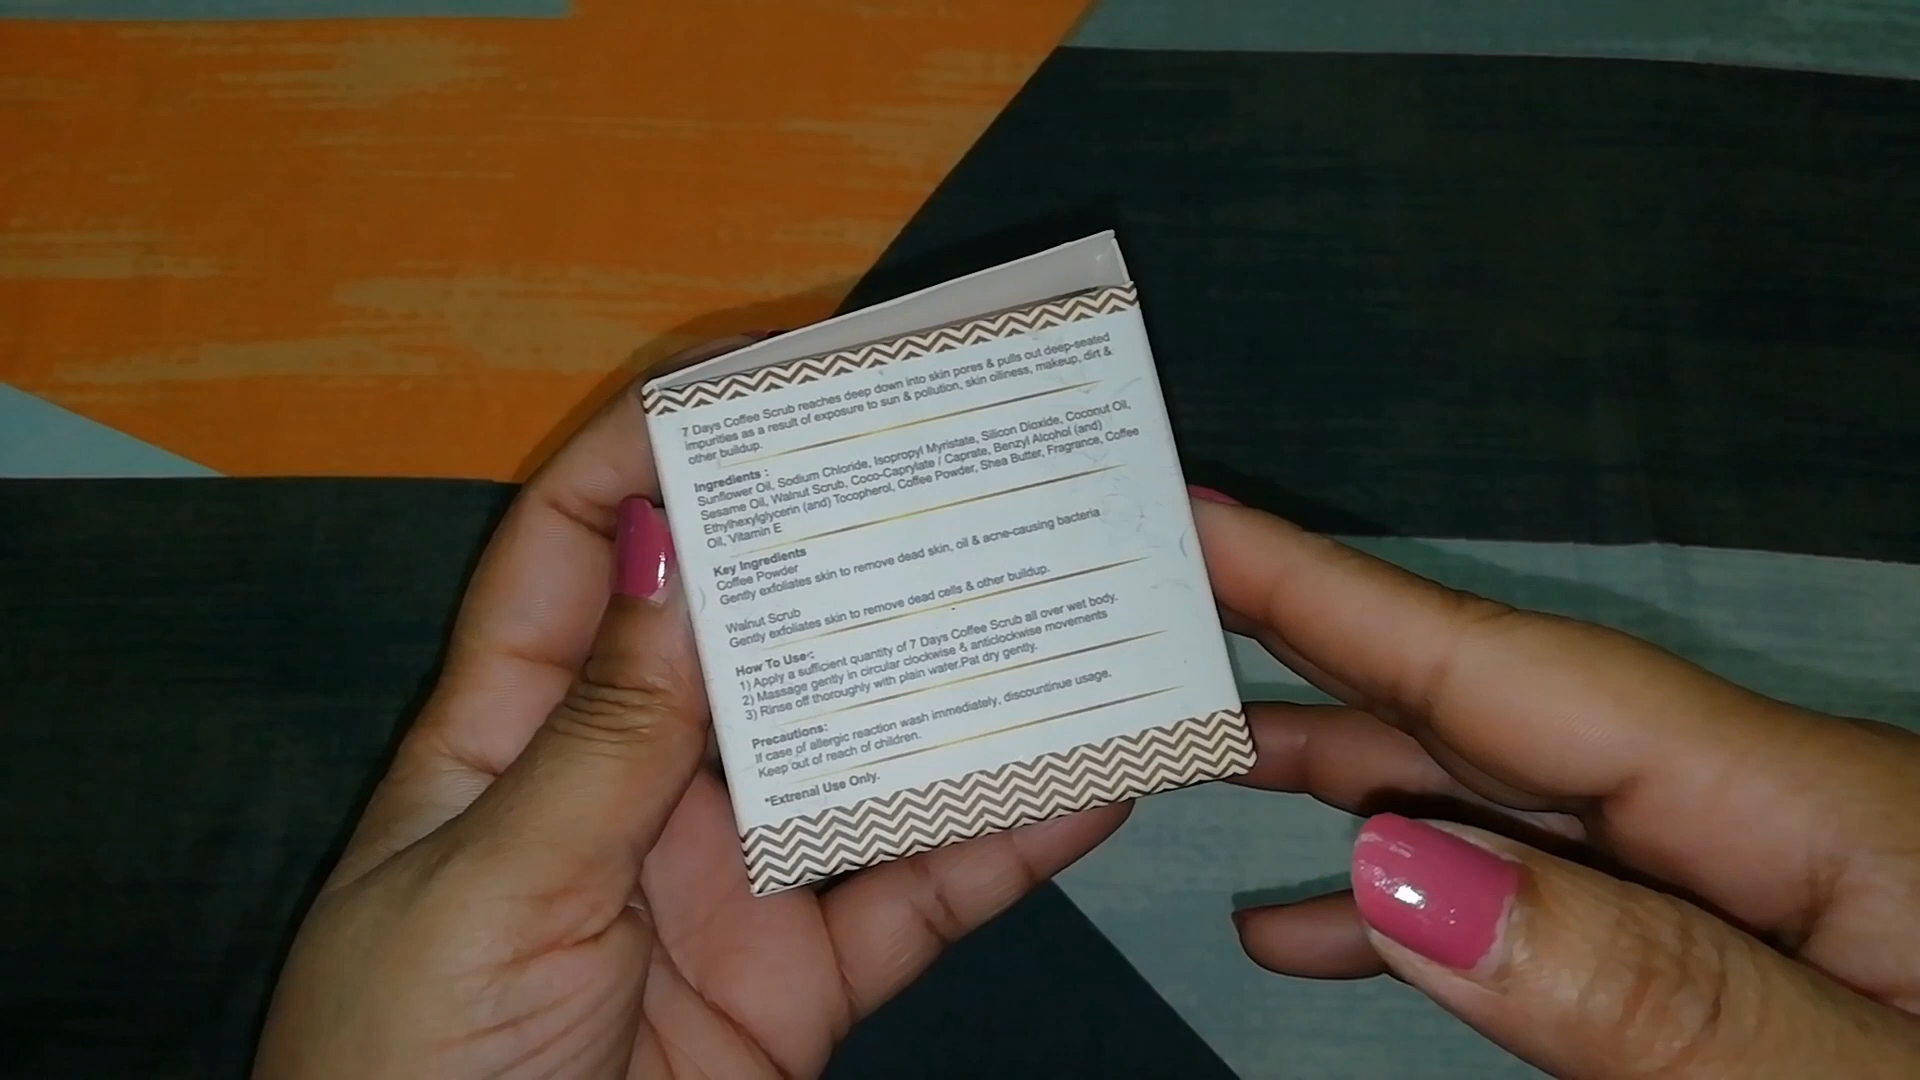 7 Days Coffee Scrub reaches deep down into skin pores & pulls out deep-seated
impurities as a result of exposure to sun & pollution, skin oiliness, makeup, dirt &
other buildup.
Ingredients :
Sunflower Oil, Sodium Chloride, Isopropyl Myristate, Silicon Dioxide, Coconut Oil,
Sesame Oil, Walnut Scrub, Coco-Caprylate / Caprate, Benzyl Alcohol (and)
Ethylhexylglycerin (and) Tocopherol, Coffee Powder, Shea Butter, Fragrance, Coffee
Oil, Vitamin E
Key Ingredients
Coffee Powder
Gently exfoliates skin to remove dead skin, oil & acne-causing bacteria
Walnut Scrub
Gently exfoliates skin to remove dead cells & other buildup.
How To Use:
1) Apply a sufficient quantity of 7 Days Coffee Scrub all over wet body.
2) Massage gently in circular clockwise & anticlockwise movements
3) Rinse off thoroughly with plain water.Pat dry gently.
Precautions:
If case of allergic reaction wash immediately, discountinue usage.
Keep out of reach of children.
*Extrenal Use Only.